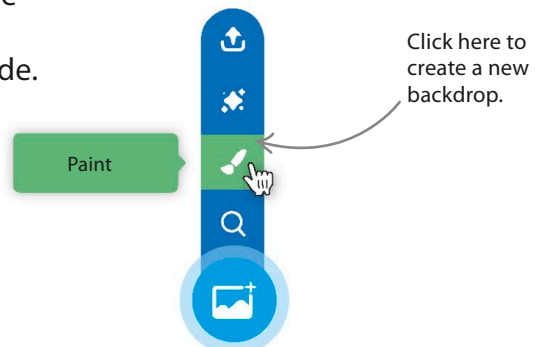 de.
Click here to
create a new
backdrop.
Paint